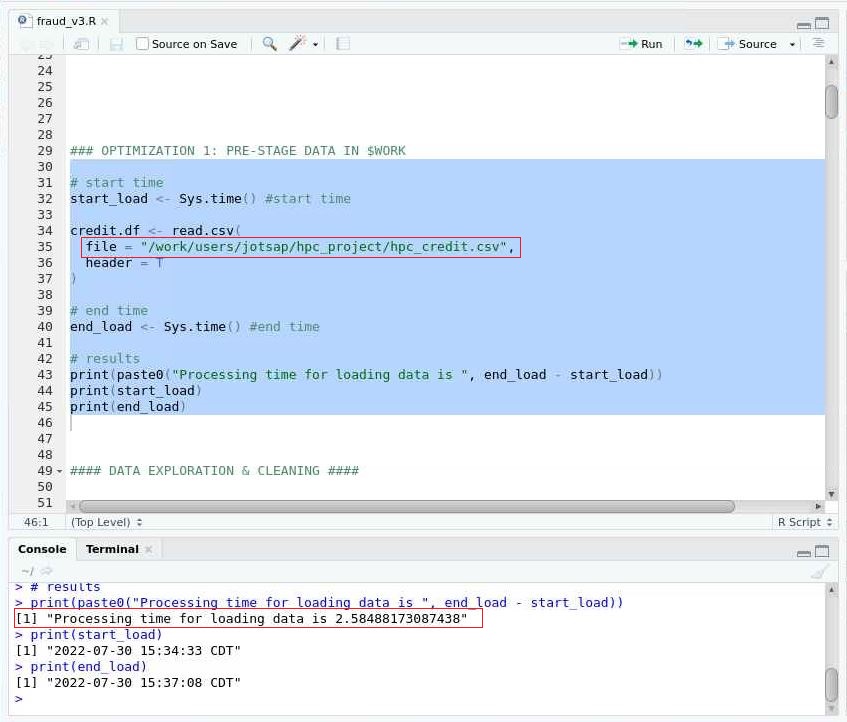 fraud_v3.R
Source on Save
Run
Source
23
24
25
26
27
28
29 ### OPTIMIZATION 1: PRE-STAGE DATA IN $WORK
30
31 # start time
32 start_load <- Sys.time() #start time
33
34 credit.df <- read.csv(
35 file = "/work/users/jotsap/hpc_project/hpc_credit.csv",
36 header = T
37 )
38
39 # end time
40 end_load <- Sys.time() #end time
41
42 # results
43 print(paste0("Processing time for loading data is ", end_load - start_load))
44 print(start_load)
45 print(end_load)
46
47
48
49 #### DATA EXPLORATION & CLEANING ####
50
51
46:1 (Top Level) R Script
Console Terminal
~/
> # results
> print(paste0("Processing time for loading data is ", end_load - start_load))
[1] "Processing time for loading data is 2.58488173087438"
> print(start_load)
[1] "2022-07-30 15:34:33 CDT"
> print(end_load)
[1] "2022-07-30 15:37:08 CDT"
>